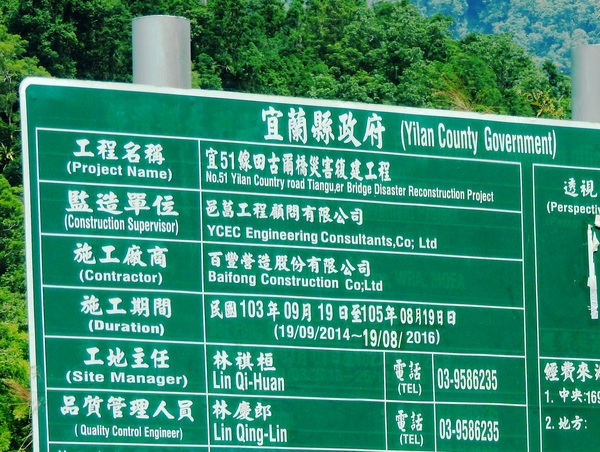 宜蘭縣政府 (Yilan County Government)
工程名稱
(Project Name)
宜51線田古爾橋災害復建工程
No.51 Yilan Country road Tiangu,er Bridge Disaster Reconstruction Project
監造單位
(Construction Supervisor)
邑菖工程顧問有限公司
YCEC Engineering Consultants,Co; Ltd
施工廠商
(Contractor)
百豐營造股份有限公司
Baifong Construction Co;Ltd
施工期間
(Duration)
民國103年09月19日至105年08月19日日
(19/09/2014~19/08/2016)
工地主任
(Site Manager)
林祺桓
Lin Qi-Huan
電話
(TEL)
03-9586235
品質管理人員
( Quality Control Engineer)
林慶郎
Lin Qing-Lin
電話
(TEL)
03-9586235
透視
(Perspectiv
經費來源
1. 中央:169
2. 地方: